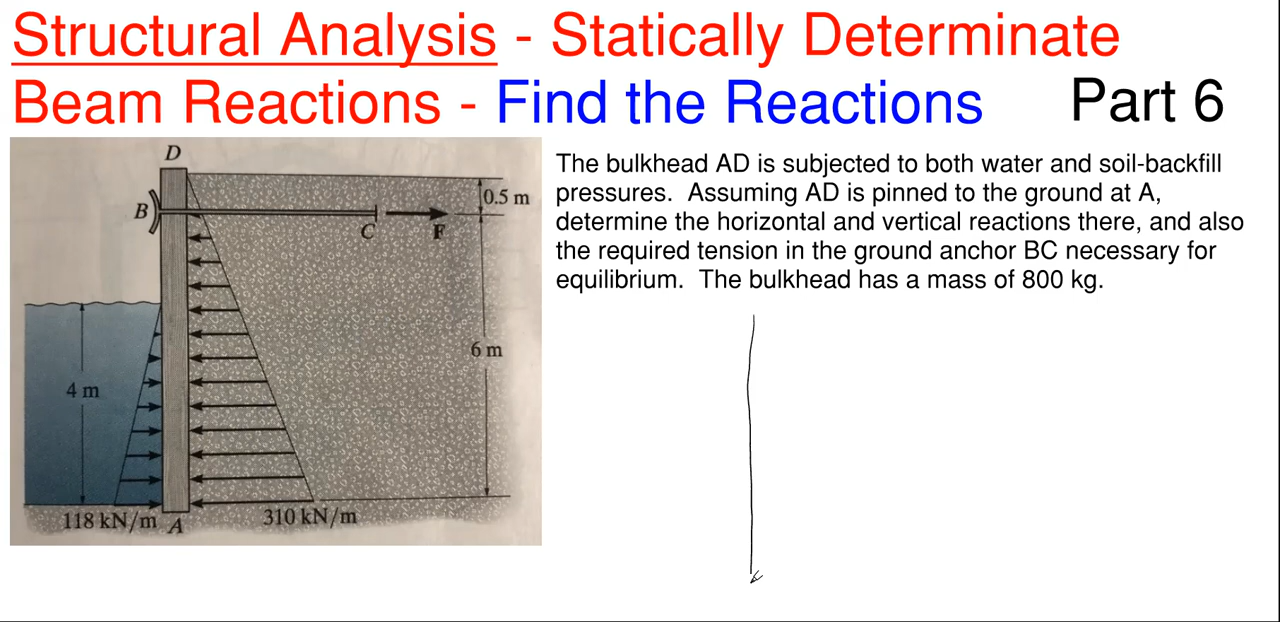 Structural Analysis - Statically Determinate
Beam Reactions - Find the Reactions Part 6
The bulkhead AD is subjected to both water and soil-backfill
pressures. Assuming AD is pinned to the ground at A,
determine the horizontal and vertical reactions there, and also
the required tension in the ground anchor BC necessary for
equilibrium. The bulkhead has a mass of 800 kg.
D
0.5 m
B
C
F
6 m
4 m
118 kN/m
A
310 kN/m